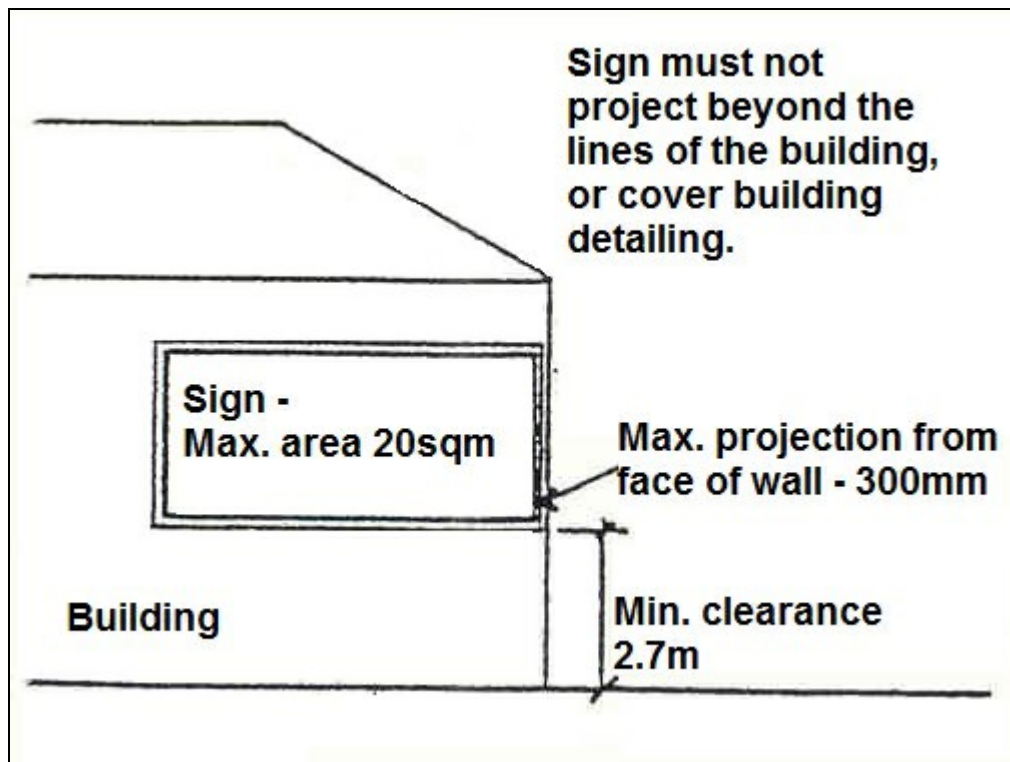 Sign must not
project beyond the
lines of the building,
or cover building
detailing.
Sign -
Max. area 20sqm
Max. projection from
face of wall - 300mm
Building
Min. clearance
2.7m